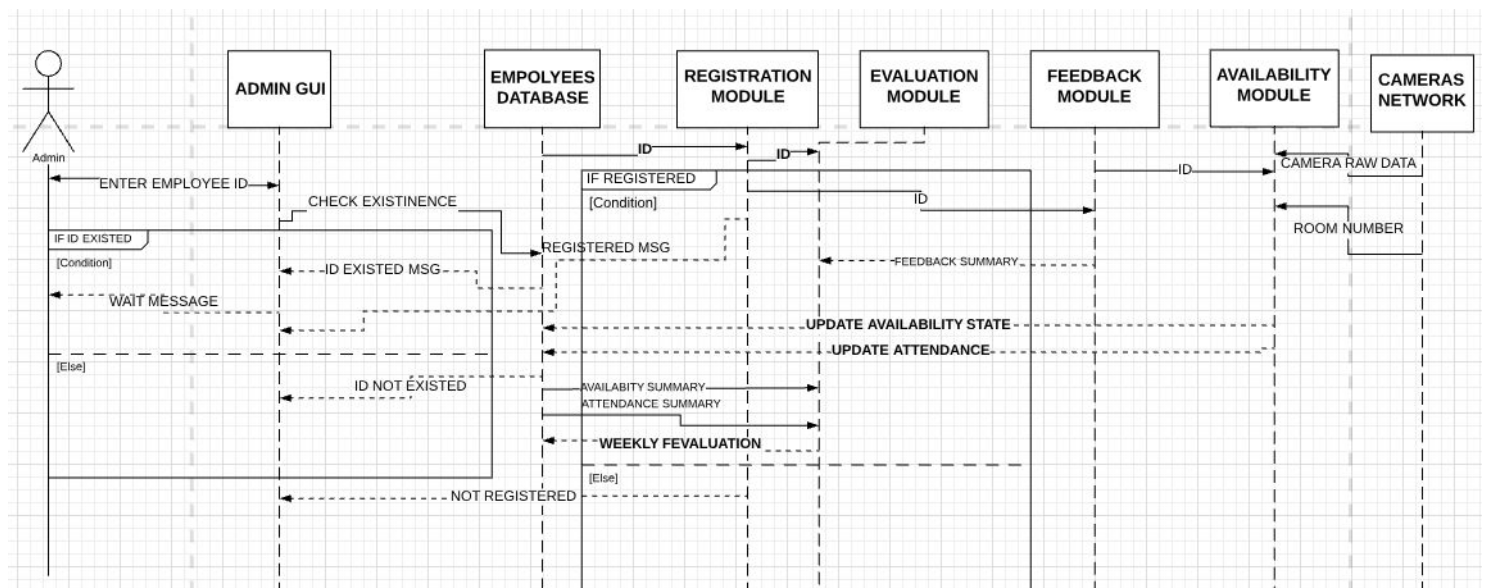 ADMIN GUI
EMPOLYEES
DATABASE
REGISTRATION
MODULE
EVALUATION
MODULE
FEEDBACK
MODULE
AVAILABILITY
MODULE
CAMERAS
NETWORK
Admin
ID
ID
CAMERA RAW DATA
ID
ENTER EMPLOYEE ID
IF REGISTERED
[Condition]
ID
CHECK EXISTINENCE
ROOM NUMBER
IF ID EXISTED
[Condition]
REGISTERED MSG
ID EXISTED MSG
FEEDBACK SUMMARY
WAIT MESSAGE
UPDATE AVAILABILITY STATE
UPDATE ATTENDANCE
[Else]
ID NOT EXISTED
AVAILABITY SUMMARY
ATTENDANCE SUMMARY
WEEKLY FEVALUATION
[Else]
NOT REGISTERED